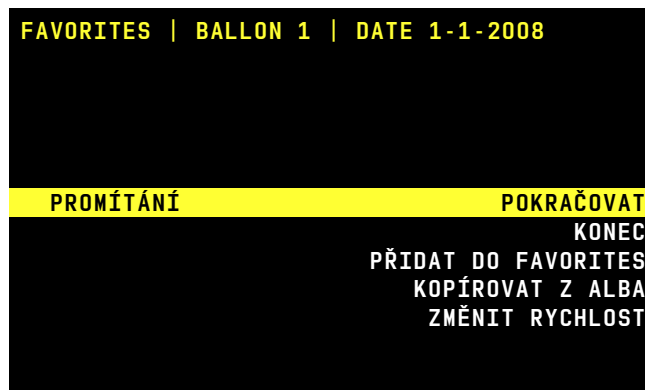 FAVORITES | BALLON 1 | DATE 1-1-2008
PROMÍTÁNÍ POKRAČOVAT
KONEC
PŘIDAT DO FAVORITES
KOPÍROVAT Z ALBA
ZMĚNIT RYCHLOST